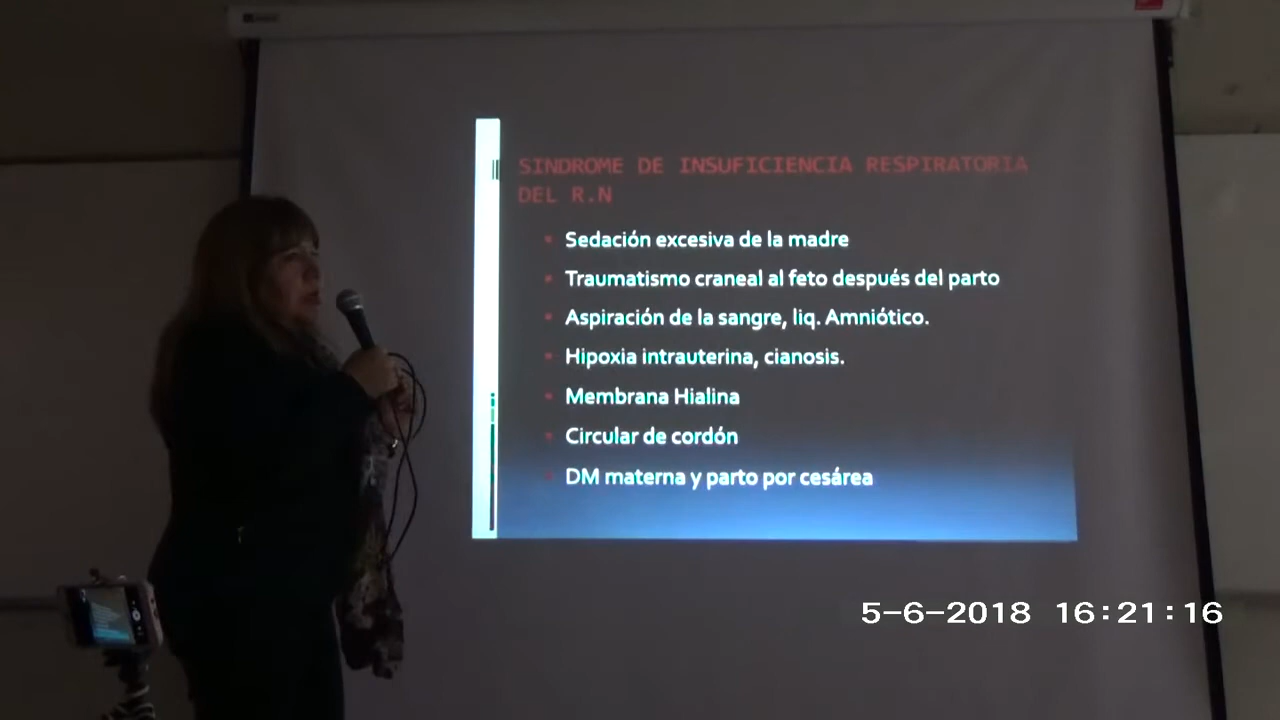 SINDROME DE INSUFICIENCIA RESPIRATORIA
DEL R.N
Sedación excesiva de la madre
Traumatismo craneal al feto después del parto
Aspiración de la sangre, liq. Amniótico.
Hipoxia intrauterina, cianosis.
Membrana Hialina
Circular de cordón
DM materna y parto por cesárea
5-6-2018 16:21:16